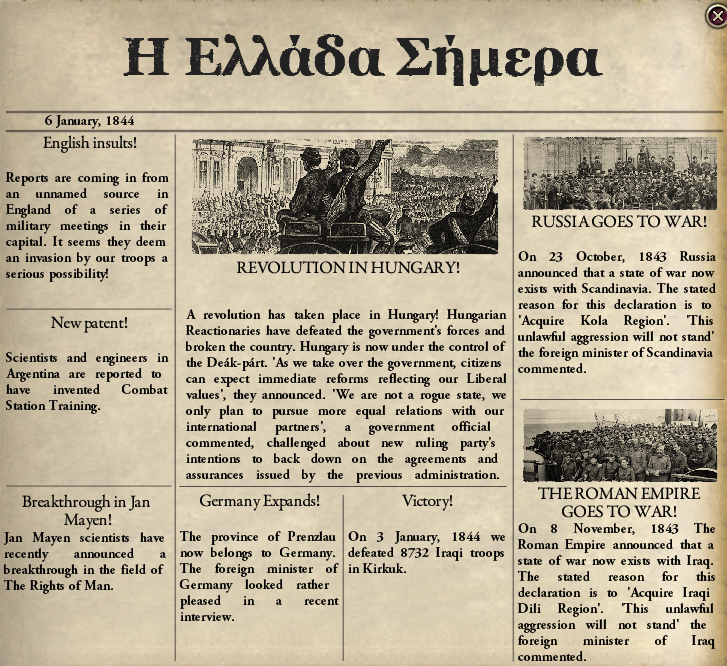 Η Ελλάδα Σήμερα
6 January, 1844
English insults!
Reports are coming in from
an unnamed source in
England of a series of
military meetings in their
capital. It seems they deem
an invasion by our troops a
serious possibility!
New patent!
Scientists and engineers in
Argentina are reported to
have invented Combat
Station Training.
Breakthrough in Jan
Mayen!
Jan Mayen scientists have
recently announced a
breakthrough in the field of
The Rights of Man.
REVOLUTION IN HUNGARY!
A revolution has taken place in Hungary! Hungarian
Reactionaries have defeated the government's forces and
broken the country. Hungary is now under the control of
the Deák-párt. 'As we take over the government, citizens
can expect immediate reforms reflecting our Liberal
values', they announced. 'We are not a rogue state, we
only plan to pursue more equal relations with our
international partners', a government official
commented, challenged about new ruling party's
intentions to back down on the agreements and
assurances issued by the previous administration.
Germany Expands!
The province of Prenzlau
now belongs to Germany.
The foreign minister of
Germany looked rather
pleased in a recent
interview.
Victory!
On 3 January, 1844 we
defeated 8732 Iraqi troops
in Kirkuk.
RUSSIA GOES TO WAR!
On 23 October, 1843 Russia
announced that a state of war now
exists with Scandinavia. The stated
reason for this declaration is to
'Acquire Kola Region'. 'This
unlawful aggression will not stand'
the foreign minister of Scandinavia
commented.
THE ROMAN EMPIRE
GOES TO WAR!
On 8 November, 1843 The
Roman Empire announced that a
state of war now exists with Iraq.
The stated reason for this
declaration is to 'Acquire Iraqi
Dili Region'. 'This unlawful
aggression will not stand' the
foreign minister of Iraq
commented.